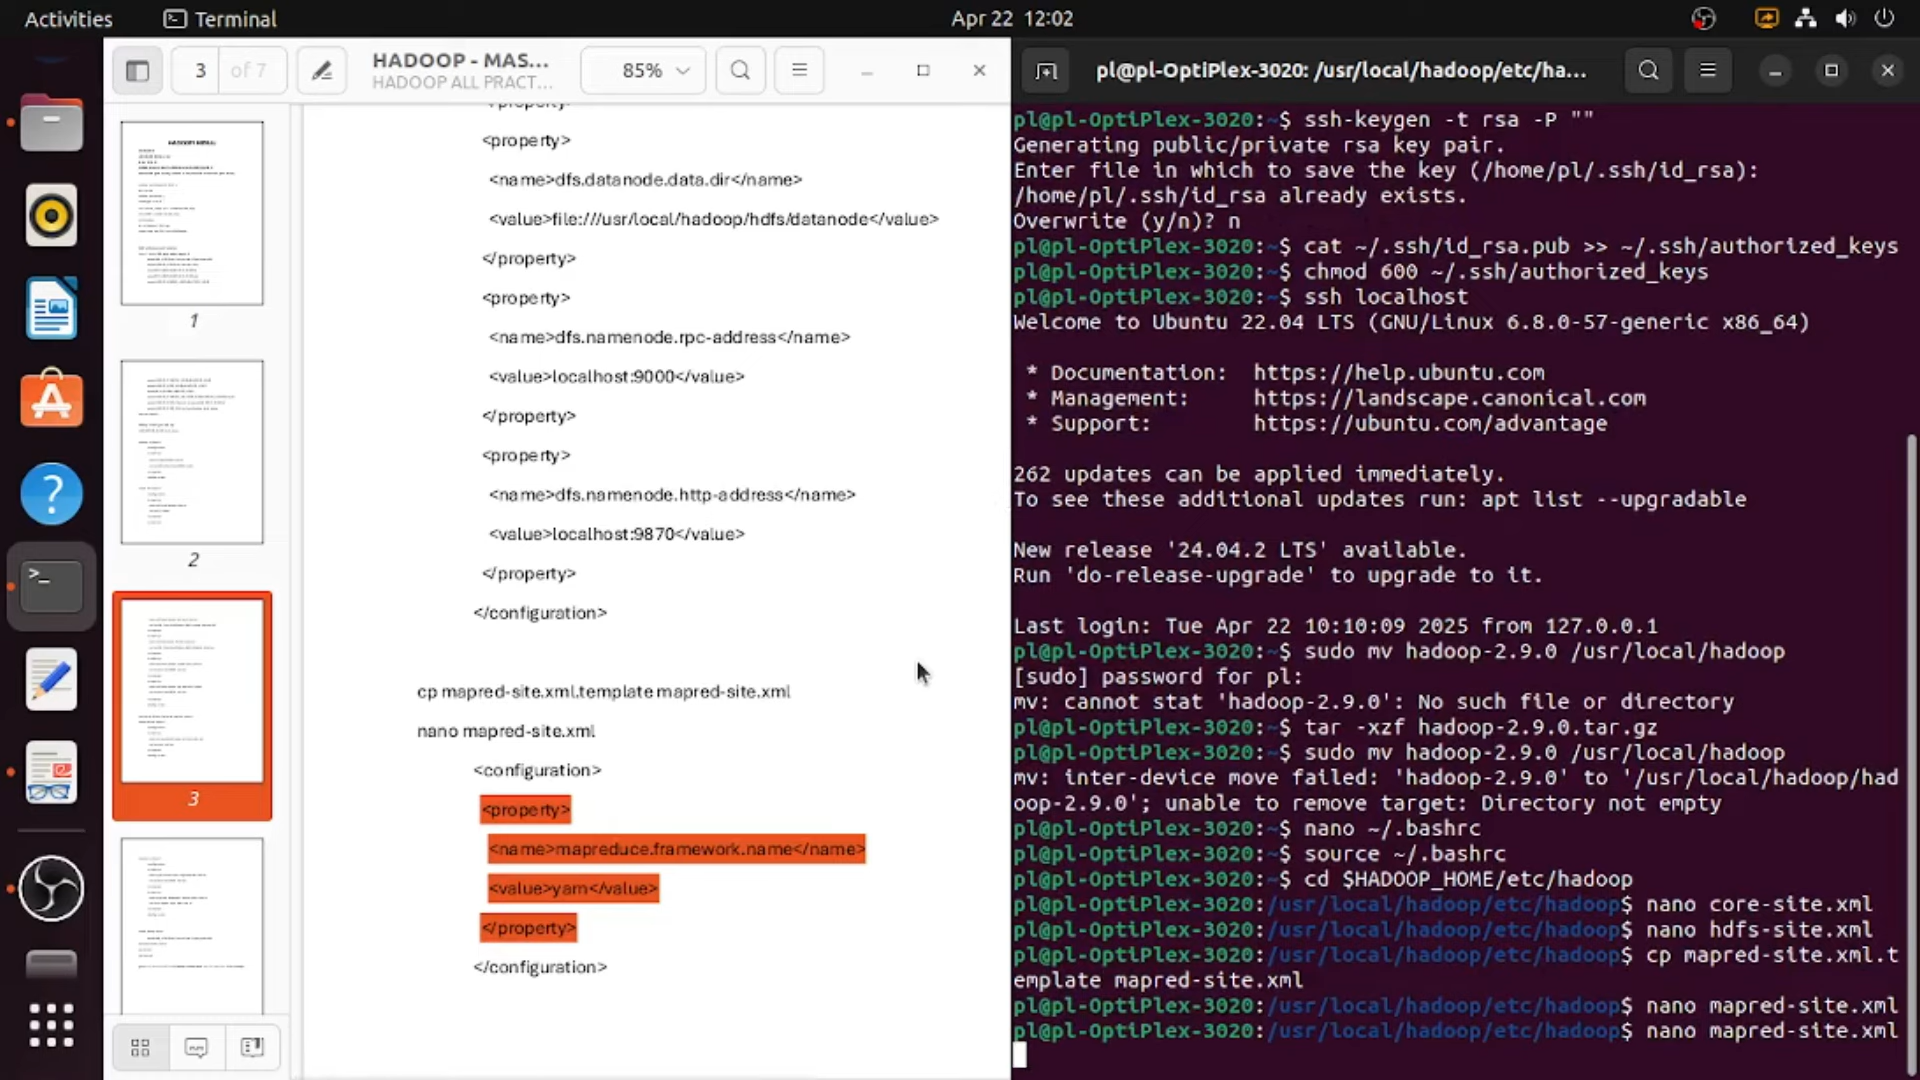 Activities
Terminal
Apr 22 12:02
3 of 7
HADOOP - MAS...
HADOOP ALL PRACT...
85%
<property>
<name>dfs.datanode.data.dir</name>
<value>file:///usr/local/hadoop/hdfs/datanode</value>
</property>
<property>
<name>dfs.namenode.rpc-address</name>
<value>localhost:9000</value>
</property>
<property>
<name>dfs.namenode.http-address</name>
<value>localhost:9870</value>
</property>
</configuration>
cp mapred-site.xml.template mapred-site.xml
nano mapred-site.xml
<configuration>
<property>
<name>mapreduce.framework.name</name>
<value>yarn</value>
</property>
</configuration>
1
2
3
pl@pl-OptiPlex-3020: /usr/local/hadoop/etc/ha...
pl@pl-OptiPlex-3020:~$ ssh-keygen -t rsa -P ""
Generating public/private rsa key pair.
Enter file in which to save the key (/home/pl/.ssh/id_rsa):
/home/pl/.ssh/id_rsa already exists.
Overwrite (y/n)? n
pl@pl-OptiPlex-3020:~$ cat ~/.ssh/id_rsa.pub >> ~/.ssh/authorized_keys
pl@pl-OptiPlex-3020:~$ chmod 600 ~/.ssh/authorized_keys
pl@pl-OptiPlex-3020:~$ ssh localhost
Welcome to Ubuntu 22.04 LTS (GNU/Linux 6.8.0-57-generic x86_64)
* Documentation: https://help.ubuntu.com
* Management: https://landscape.canonical.com
* Support: https://ubuntu.com/advantage
262 updates can be applied immediately.
To see these additional updates run: apt list --upgradable
New release '24.04.2 LTS' available.
Run 'do-release-upgrade' to upgrade to it.
Last login: Tue Apr 22 10:10:09 2025 from 127.0.0.1
pl@pl-OptiPlex-3020:~$ sudo mv hadoop-2.9.0 /usr/local/hadoop
[sudo] password for pl:
mv: cannot stat 'hadoop-2.9.0': No such file or directory
pl@pl-OptiPlex-3020:~$ tar -xzf hadoop-2.9.0.tar.gz
pl@pl-OptiPlex-3020:~$ sudo mv hadoop-2.9.0 /usr/local/hadoop
mv: inter-device move failed: 'hadoop-2.9.0' to '/usr/local/hadoop/had
oop-2.9.0'; unable to remove target: Directory not empty
pl@pl-OptiPlex-3020:~$ nano ~/.bashrc
pl@pl-OptiPlex-3020:~$ source ~/.bashrc
pl@pl-OptiPlex-3020:~$ cd $HADOOP_HOME/etc/hadoop
pl@pl-OptiPlex-3020:/usr/local/hadoop/etc/hadoop$ nano core-site.xml
pl@pl-OptiPlex-3020:/usr/local/hadoop/etc/hadoop$ nano hdfs-site.xml
pl@pl-OptiPlex-3020:/usr/local/hadoop/etc/hadoop$ cp mapred-site.xml.t
emplate mapred-site.xml
pl@pl-OptiPlex-3020:/usr/local/hadoop/etc/hadoop$ nano mapred-site.xml
pl@pl-OptiPlex-3020:/usr/local/hadoop/etc/hadoop$ nano mapred-site.xml